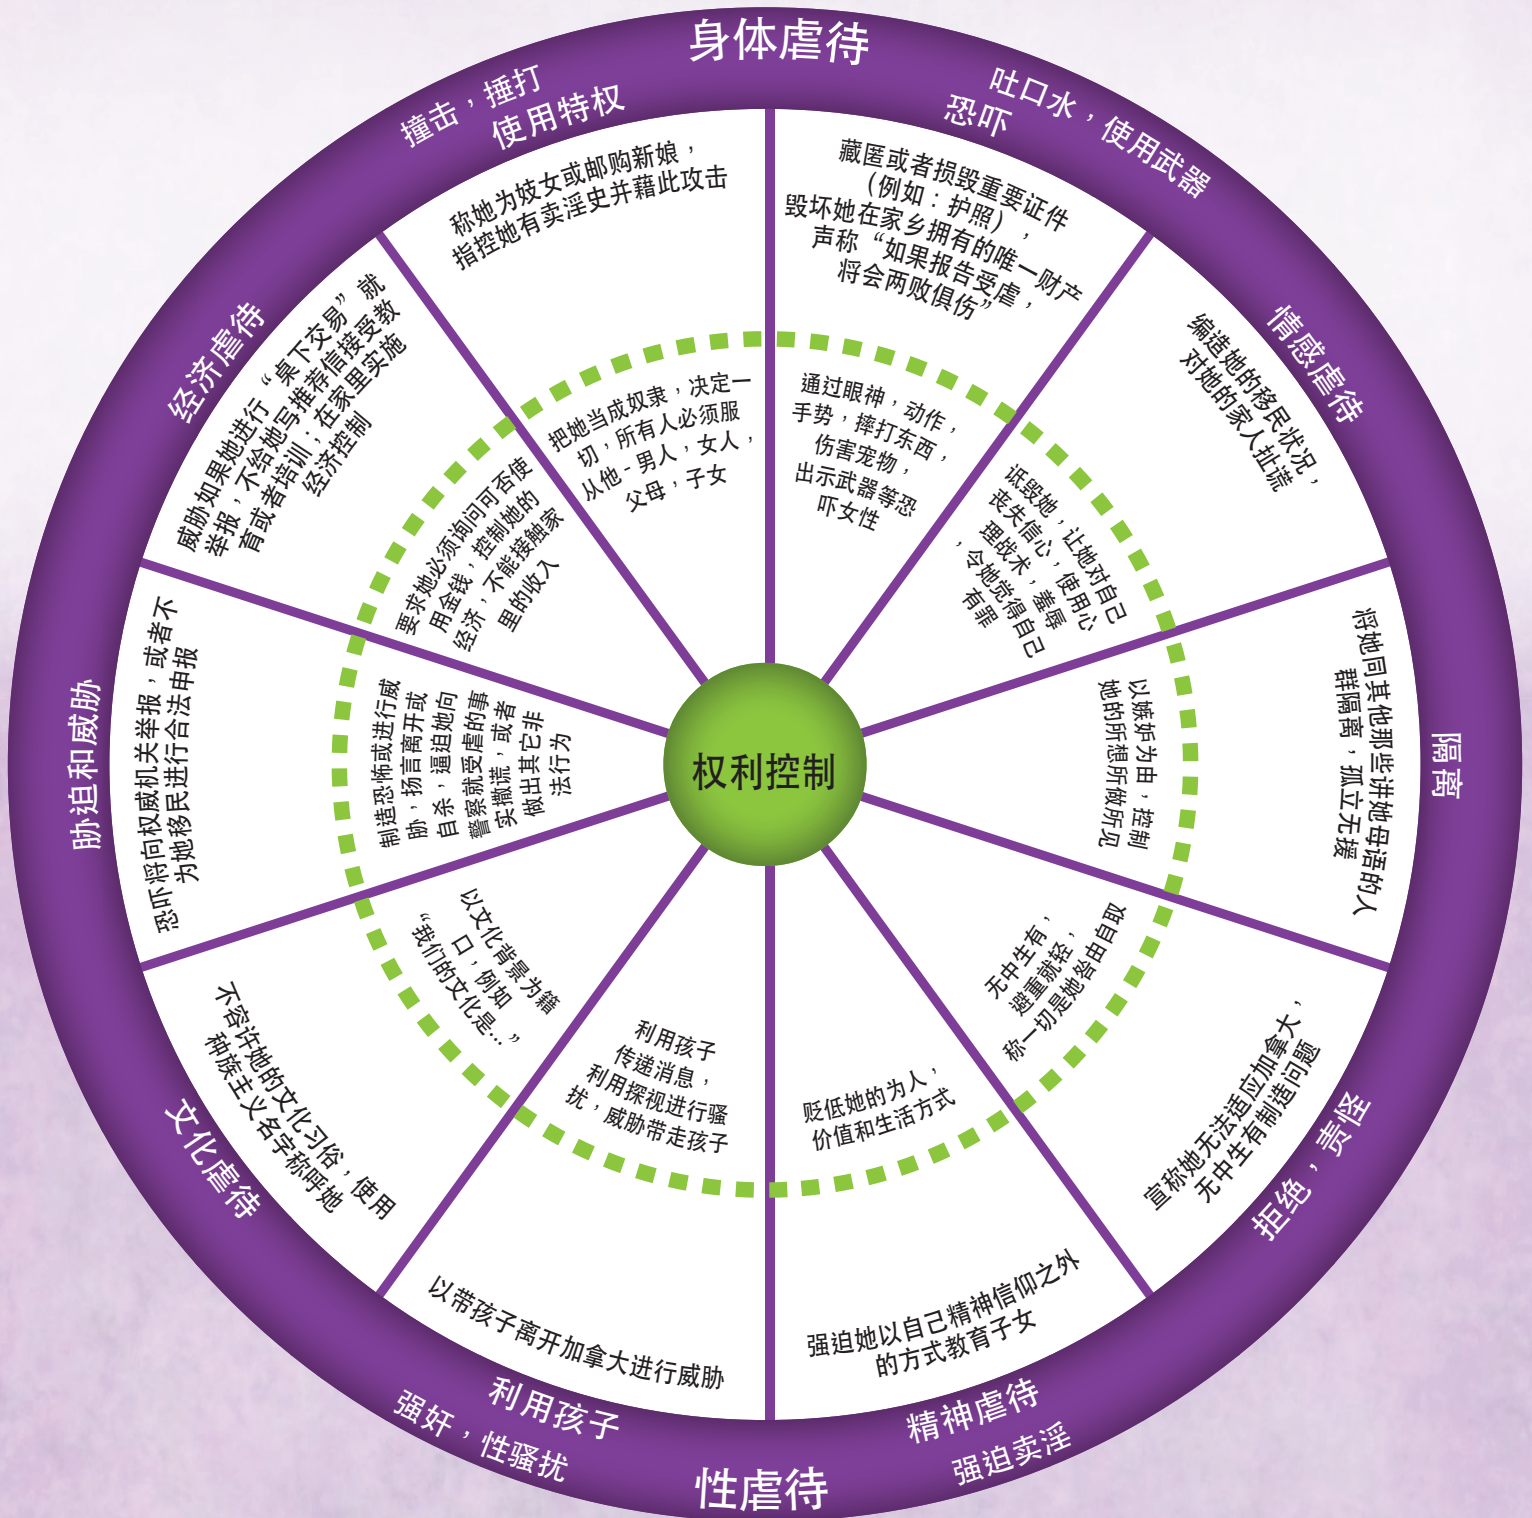 身体虐待
撞击，捶打
吐口水，使用武器
使用特权
称她为妓女或邮购新娘，
指控她有卖淫史并藉此攻击
把她当成奴隶，决定一
切，所有人必须服
从他-男人，女人，
父母，子女
恐吓
藏匿或者损毁重要证件
（例如：护照），
毁坏她在家乡拥有的唯一财产
声称“如果报告受虐，
将会两败俱伤”
通过眼神，动作，
手势，摔打东西，
伤害宠物，
出示武器等恐
吓女性
情感虐待
编造她的移民状况，
对她的家人扯谎
诋毁她，让她对自己
丧失信心，使用心
理战术，羞辱
，令她觉得自己
有罪
隔离
将她同其他那些讲她母语的人
群隔离，孤立无援
以嫉妒为由，控制
她的所想所做所见
拒绝，责怪
宣称她无法适应加拿大，
无中生有制造问题
无中生有，
避重就轻，
称一切是她咎由自取
精神虐待
强迫她以自己精神信仰之外
的方式教育子女
贬低她的为人，
价值和生活方式
利用孩子
以带孩子离开加拿大进行威胁
利用孩子
传递消息，
利用探视进行骚
扰，威胁带走孩子
文化虐待
不容许她的文化习俗，使用
种族主义名字称呼她
以文化背景为籍
口，例如
“我们的文化是...”
胁迫和威胁
恐吓将向权威机关举报，或者不
为她移民进行合法申报
制造恐怖或进行威
胁，扬言离开或
自杀，逼迫她向
警察就受虐的事
实撒谎，或者
做出其它非
法行为
经济虐待
威胁如果她进行“桌下交易”就
举报，不给她写推荐信接受教
育或者培训，在家里实施
经济控制
要求她必须询问可否使
用金钱，控制她的
经济，不能接触家
里的收入
权利控制
强奸，性骚扰
强迫卖淫
性虐待